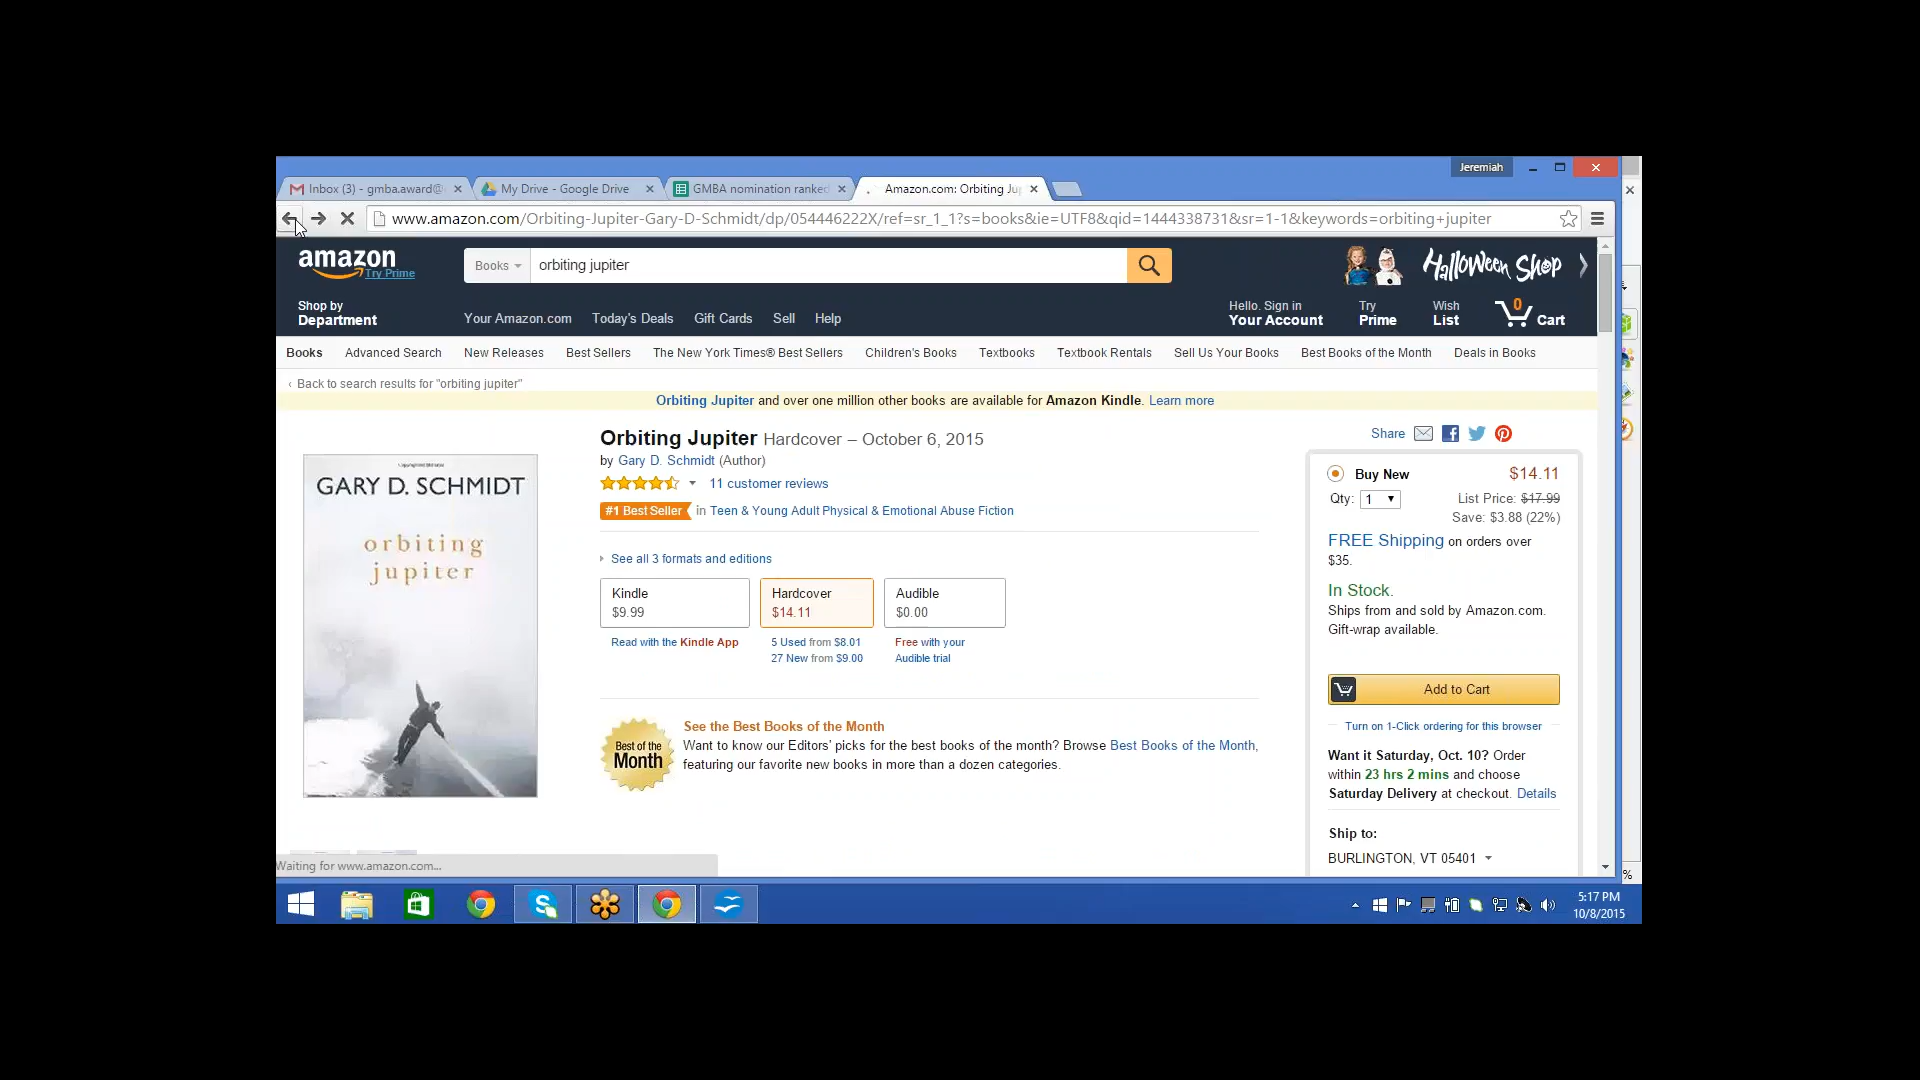 Jeremiah
Inbox (3) - gmba.award@
My Drive - Google Drive
GMBA nomination ranked
Amazon.com: Orbiting Ju
www.amazon.com/Orbiting-Jupiter-Gary-D-Schmidt/dp/054446222X/ref=sr_1_1?s=books&ie=UTF8&qid=1444338731&sr=1-1&keywords=orbiting+jupiter
amazon
Try Prime
Books
orbiting jupiter
Halloween Shop
Shop by
Department
Your Amazon.com
Today's Deals
Gift Cards
Sell
Help
Hello. Sign in
Your Account
Try
Prime
Wish
List
0
Cart
Books
Advanced Search
New Releases
Best Sellers
The New York Times® Best Sellers
Children's Books
Textbooks
Textbook Rentals
Sell Us Your Books
Best Books of the Month
Deals in Books
‹ Back to search results for "orbiting jupiter"
Orbiting Jupiter and over one million other books are available for Amazon Kindle. Learn more
GARY D. SCHMIDT
orbiting
jupiter
Orbiting Jupiter Hardcover – October 6, 2015
by Gary D. Schmidt (Author)
11 customer reviews
#1 Best Seller in Teen & Young Adult Physical & Emotional Abuse Fiction
See all 3 formats and editions
Kindle
$9.99
Read with the Kindle App
Hardcover
$14.11
5 Used from $8.01
27 New from $9.00
Audible
$0.00
Free with your
Audible trial
Best of the
Month
See the Best Books of the Month
Want to know our Editors' picks for the best books of the month? Browse Best Books of the Month,
featuring our favorite new books in more than a dozen categories.
Share
Buy New
$14.11
Qty: 1
List Price: $17.99
Save: $3.88 (22%)
FREE Shipping on orders over
$35.
In Stock.
Ships from and sold by Amazon.com.
Gift-wrap available.
Add to Cart
Turn on 1-Click ordering for this browser
Want it Saturday, Oct. 10? Order
within 23 hrs 2 mins and choose
Saturday Delivery at checkout. Details
Ship to:
BURLINGTON, VT 05401
Waiting for www.amazon.com...
%
5:17 PM
10/8/2015